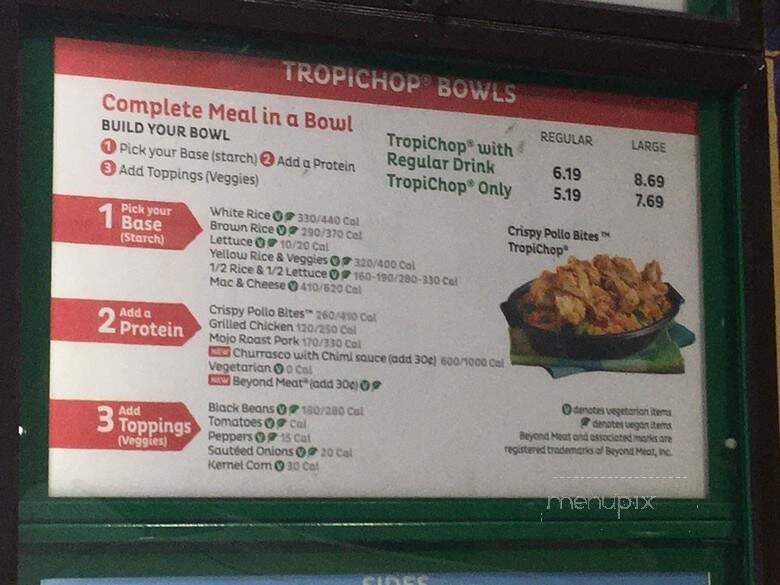 TROPICHOP® BOWLS
Complete Meal in a Bowl
BUILD YOUR BOWL
1 Pick your Base (starch) 2 Add a Protein
3 Add Toppings (Veggies)
REGULAR LARGE
TropiChop® with
Regular Drink 6.19 8.69
TropiChop® Only 5.19 7.69
1 Pick your
Base
(Starch)
White Rice V 330/440 Cal
Brown Rice V 290/370 Cal
Lettuce V 10/20 Cal
Yellow Rice & Veggies V 320/400 Cal
1/2 Rice & 1/2 Lettuce V 160-190/280-330 Cal
Mac & Cheese V 410/620 Cal
Crispy Pollo Bites™
TropiChop®
2 Add a
Protein
Crispy Pollo Bites™ 260/410 Cal
Grilled Chicken 120/250 Cal
Mojo Roast Pork 170/330 Cal
NEW Churrasco with Chimi sauce (add 30¢) 600/1000 Cal
Vegetarian V 0 Cal
NEW Beyond Meat® (add 30¢) V
3 Add
Toppings
(Veggies)
Black Beans V 180/280 Cal
Tomatoes V Cal
Peppers V 15 Cal
Sautéed Onions V 20 Cal
Kernel Corn V 30 Cal
V denotes vegetarian items
denotes vegan items
Beyond Meat and associated marks are
registered trademarks of Beyond Meat, Inc.
menupix
SIDES